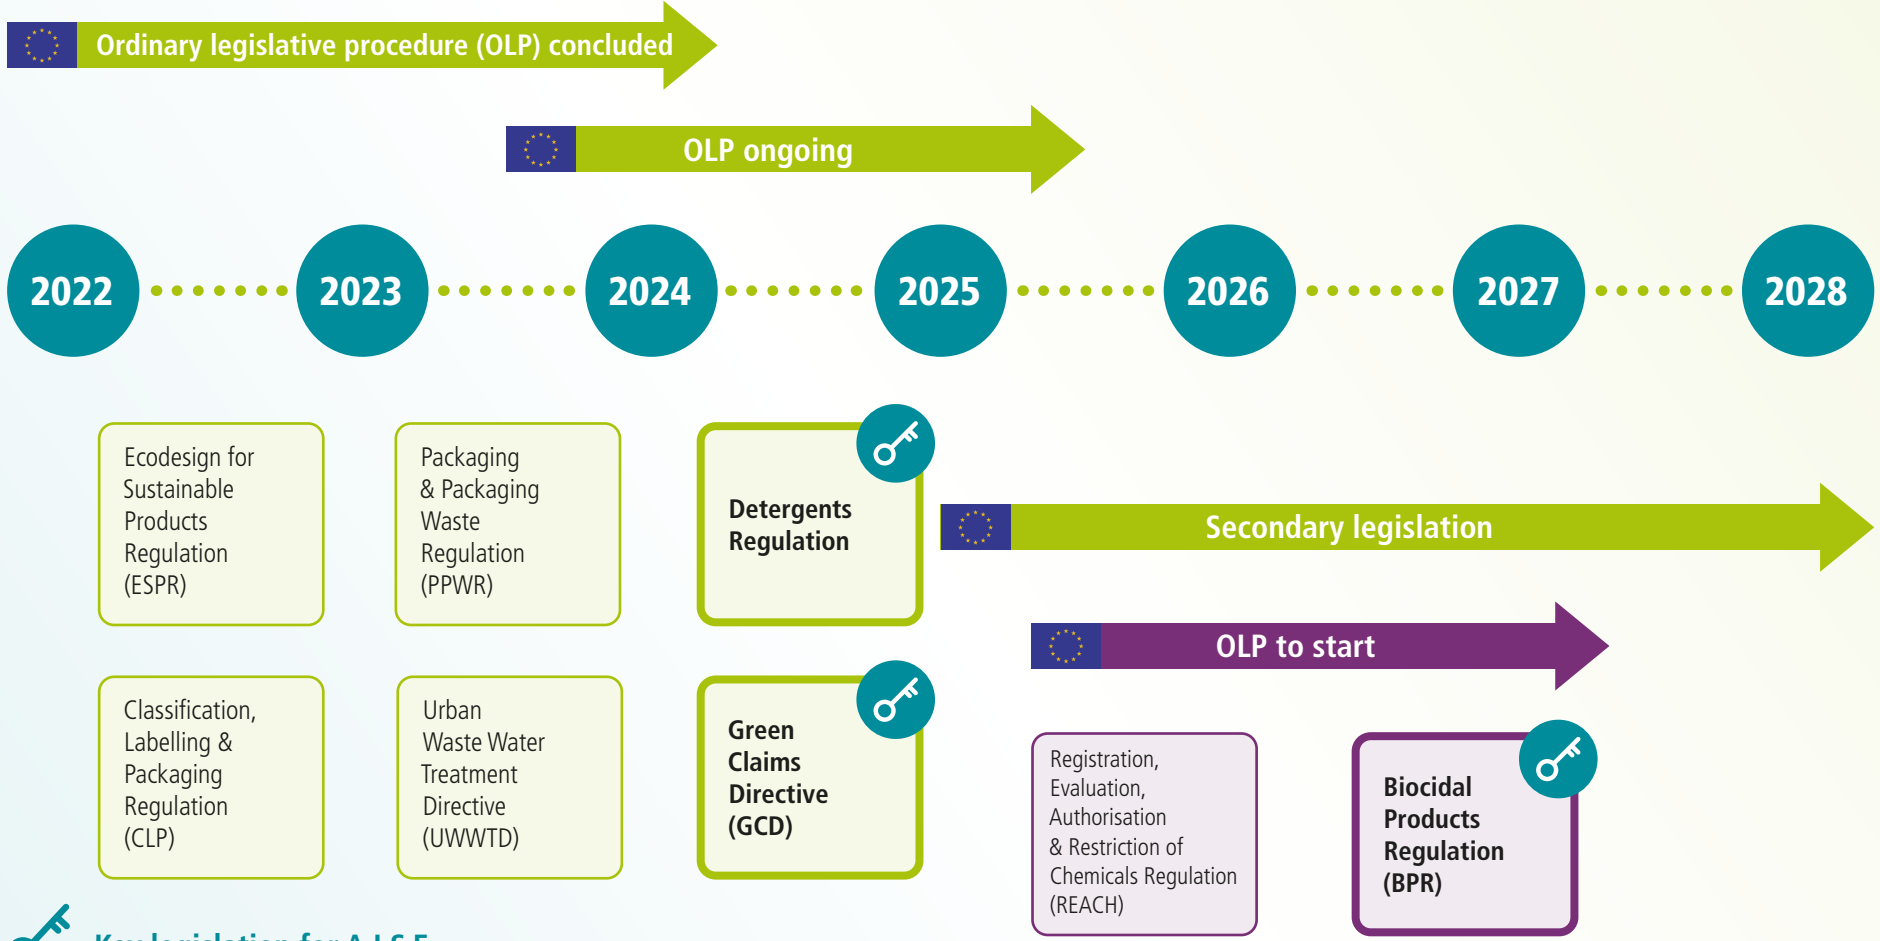 Ordinary legislative procedure (OLP) concluded
OLP ongoing
2022
2023
2024
2025
2026
2027
2028
Ecodesign for
Sustainable
Products
Regulation
(ESPR)
Packaging
& Packaging
Waste
Regulation
(PPWR)
Detergents
Regulation
Secondary legislation
OLP to start
Classification,
Labelling &
Packaging
Regulation
(CLP)
Urban
Waste Water
Treatment
Directive
(UWWTD)
Green
Claims
Directive
(GCD)
Registration,
Evaluation,
Authorisation
& Restriction of
Chemicals Regulation
(REACH)
Biocidal
Products
Regulation
(BPR)
Key legislation for A.I.S.E.